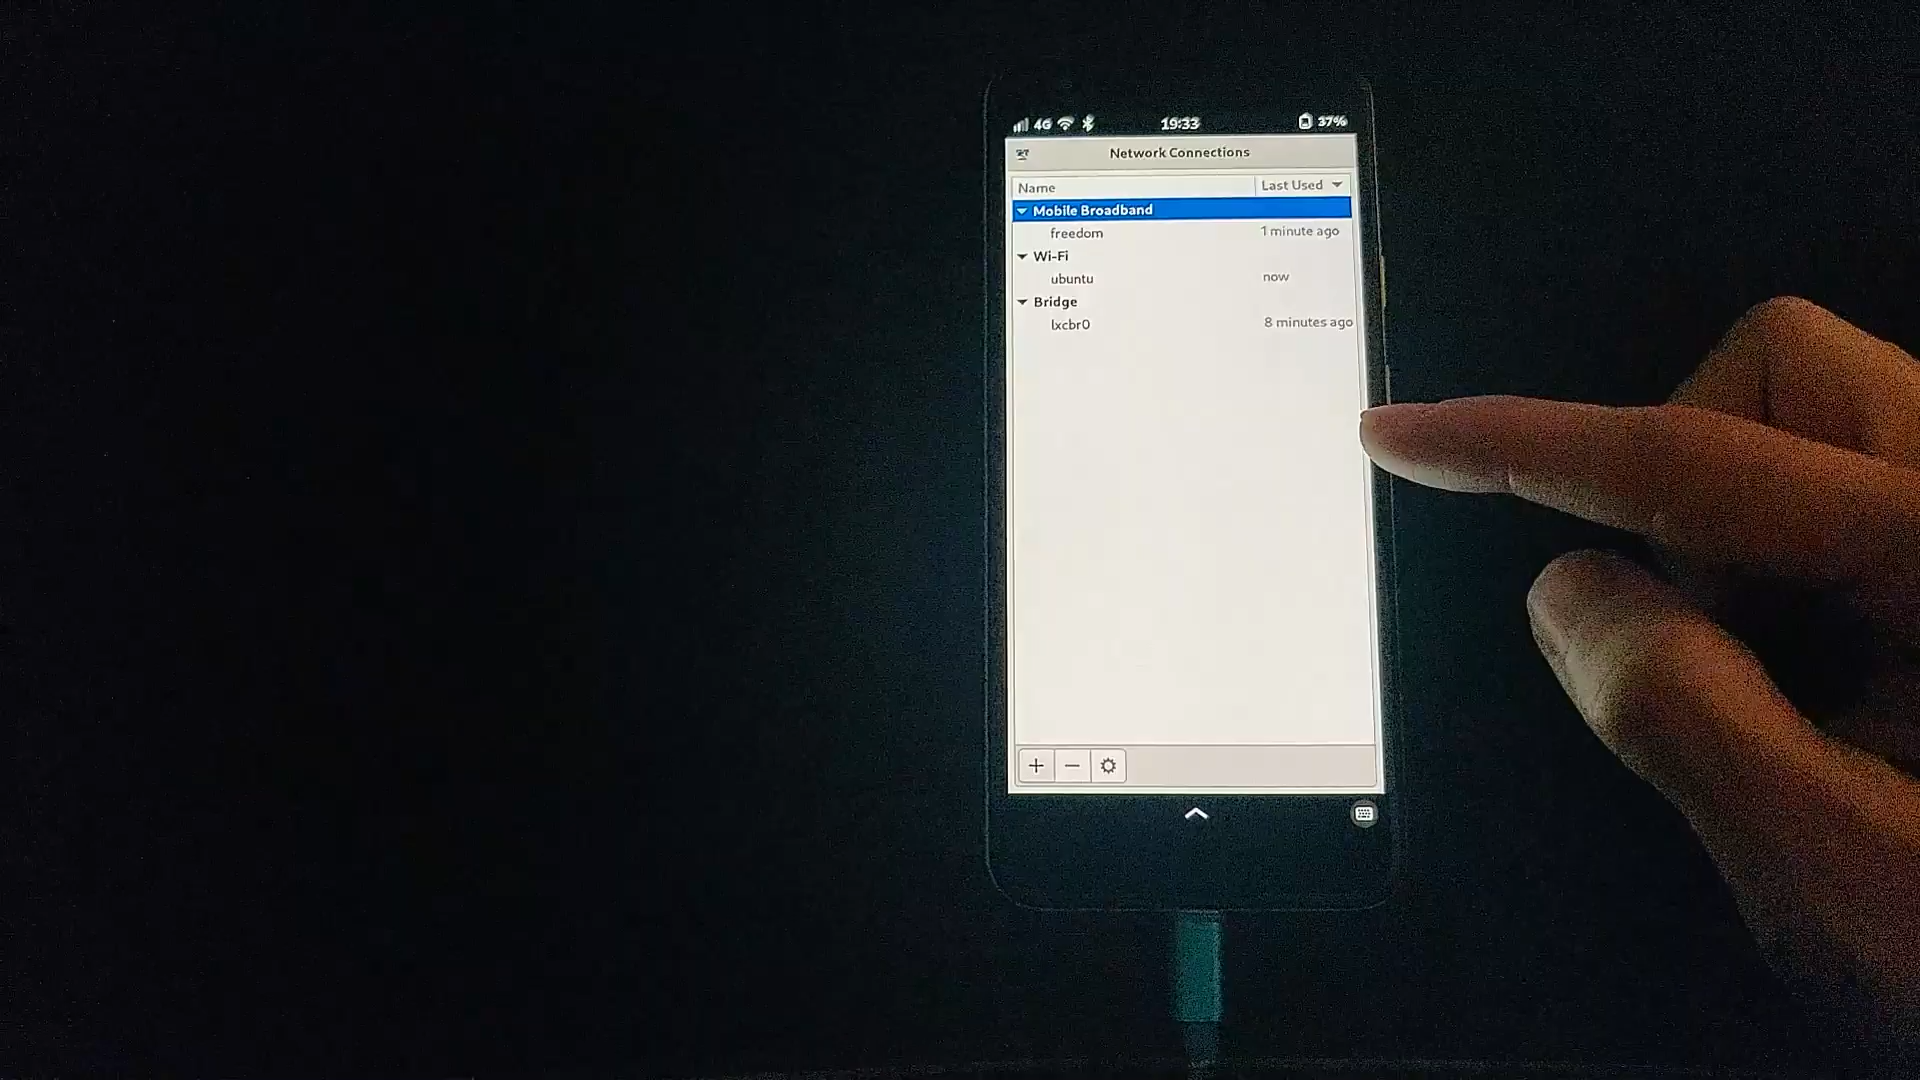 4G 19:33 37%
Network Connections
Name Last Used
Mobile Broadband
freedom 1 minute ago
Wi-Fi
ubuntu now
Bridge
lxcbr0 8 minutes ago